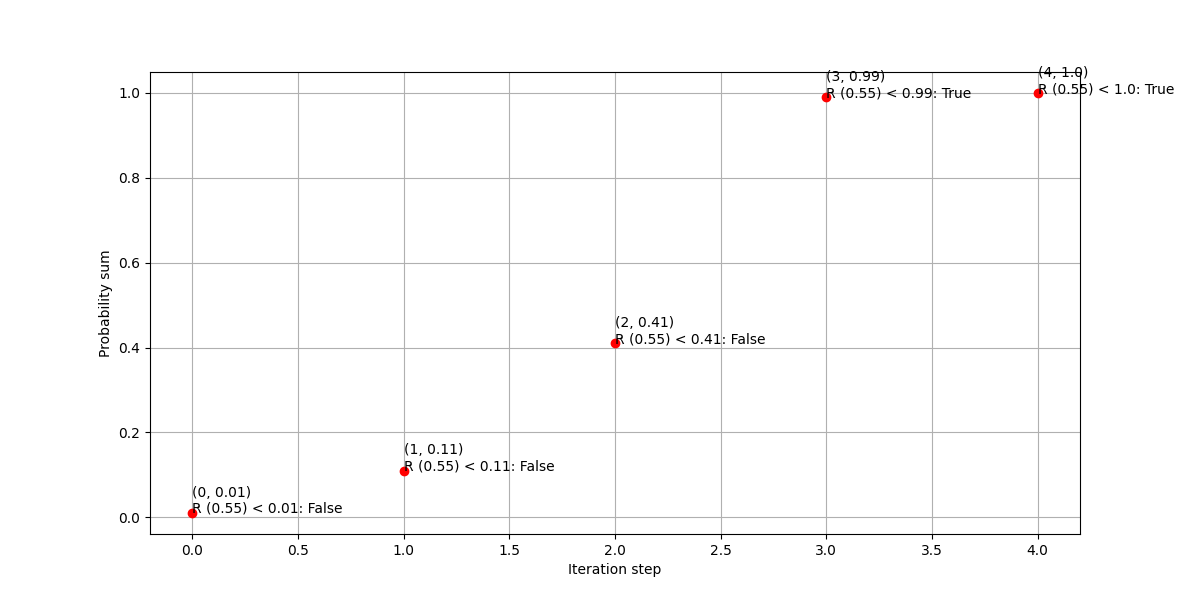 (3, 0.99)
R (0.55) < 0.99: True
(4, 1.0)
R (0.55) < 1.0: True
(2, 0.41)
R (0.55) < 0.41: False
(1, 0.11)
R (0.55) < 0.11: False
(0, 0.01)
R (0.55) < 0.01: False
Probability sum
1.0
0.8
0.6
0.4
0.2
0.0
0.0
0.5
1.0
1.5
2.0
2.5
3.0
3.5
4.0
Iteration step